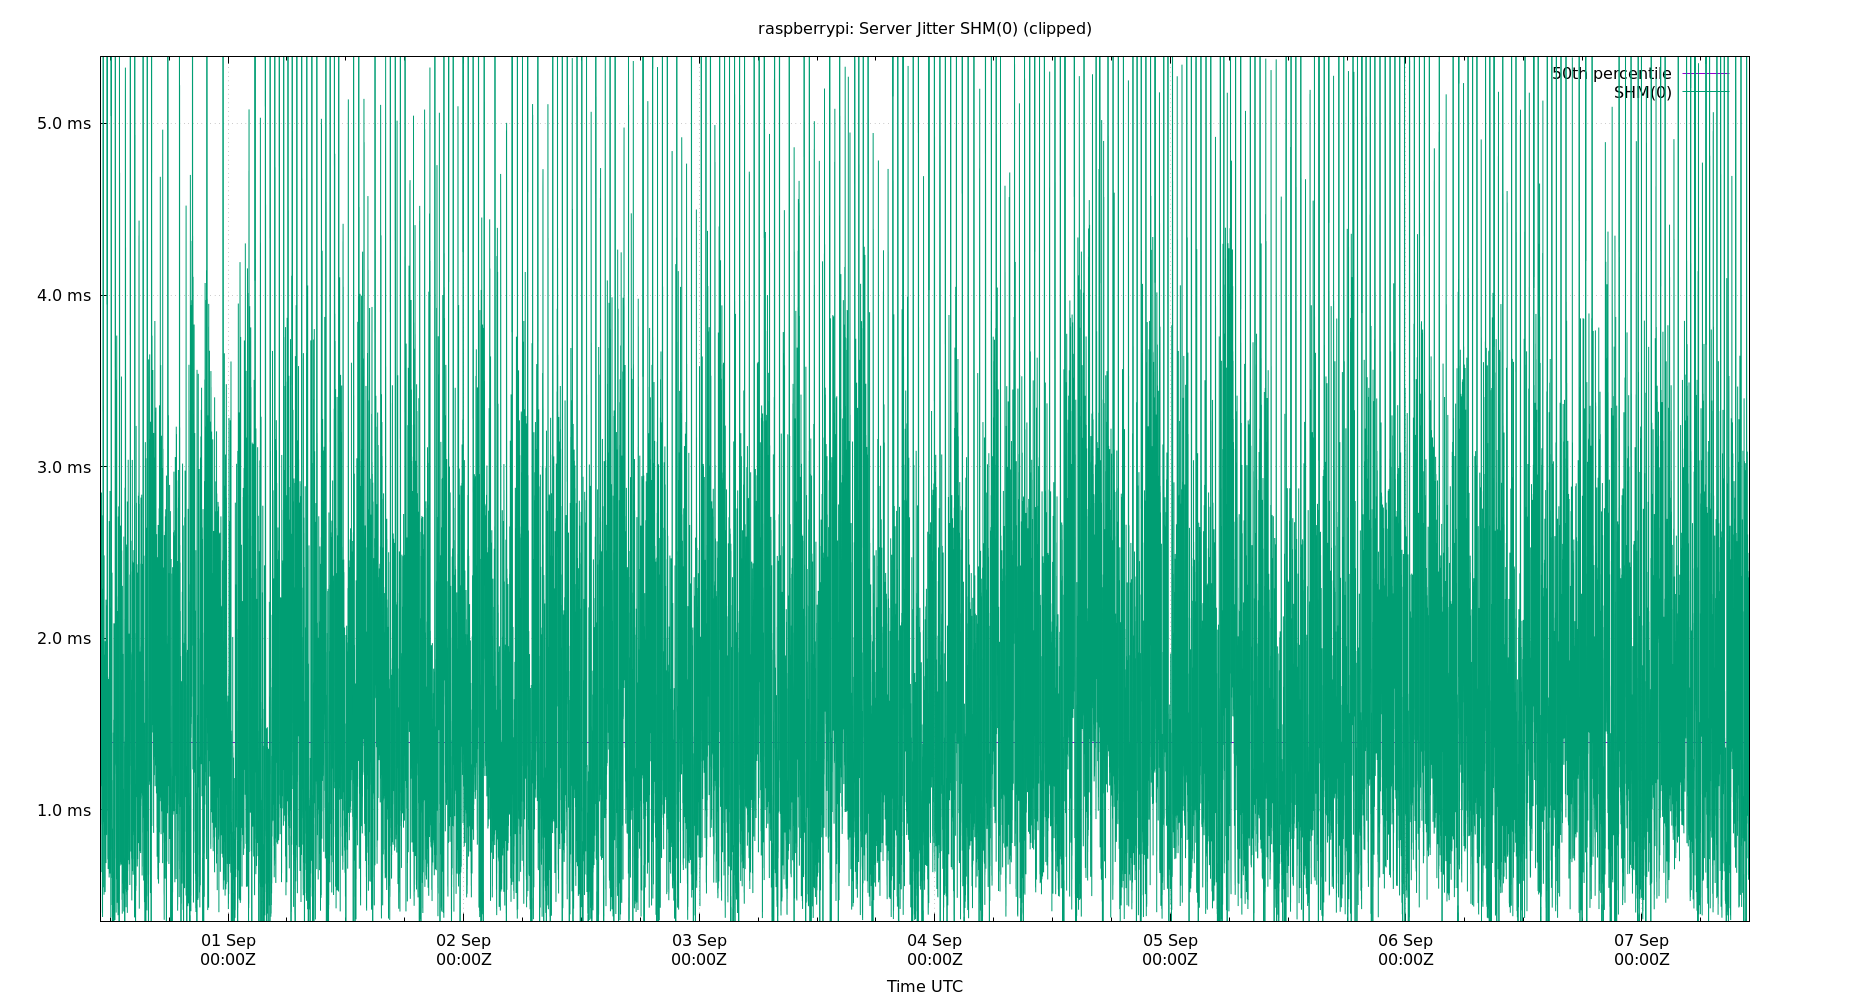 raspberrypi: Server Jitter SHM(0) (clipped)
50th percentile
SHM(0)
5.0 ms
4.0 ms
3.0 ms
2.0 ms
1.0 ms
01 Sep 02 Sep 03 Sep 04 Sep 05 Sep 06 Sep 07 Sep
00:00Z 00:00Z 00:00Z 00:00Z 00:00Z 00:00Z 00:00Z
Time UTC